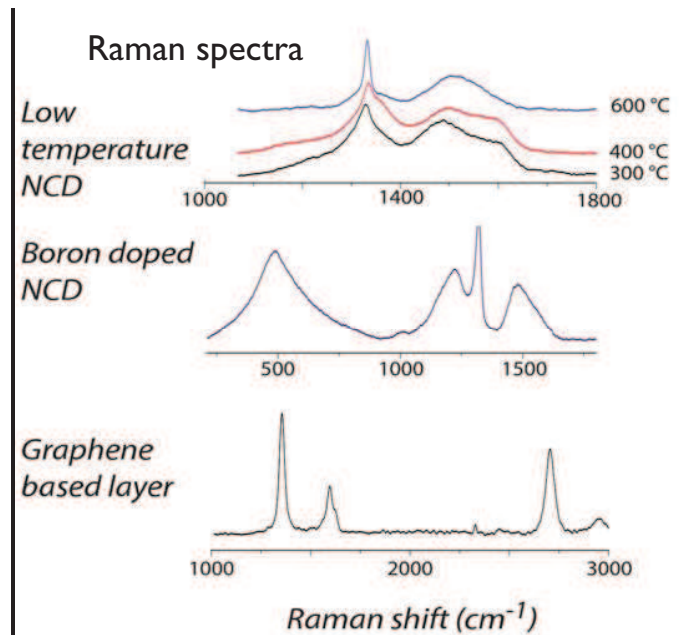 Raman spectra
Low
temperature
NCD
600 °C
400 °C
300 °C
1000 1400 1800
Boron doped
NCD
500 1000 1500
Graphene
based layer
1000 2000 3000
Raman shift (cm⁻¹)